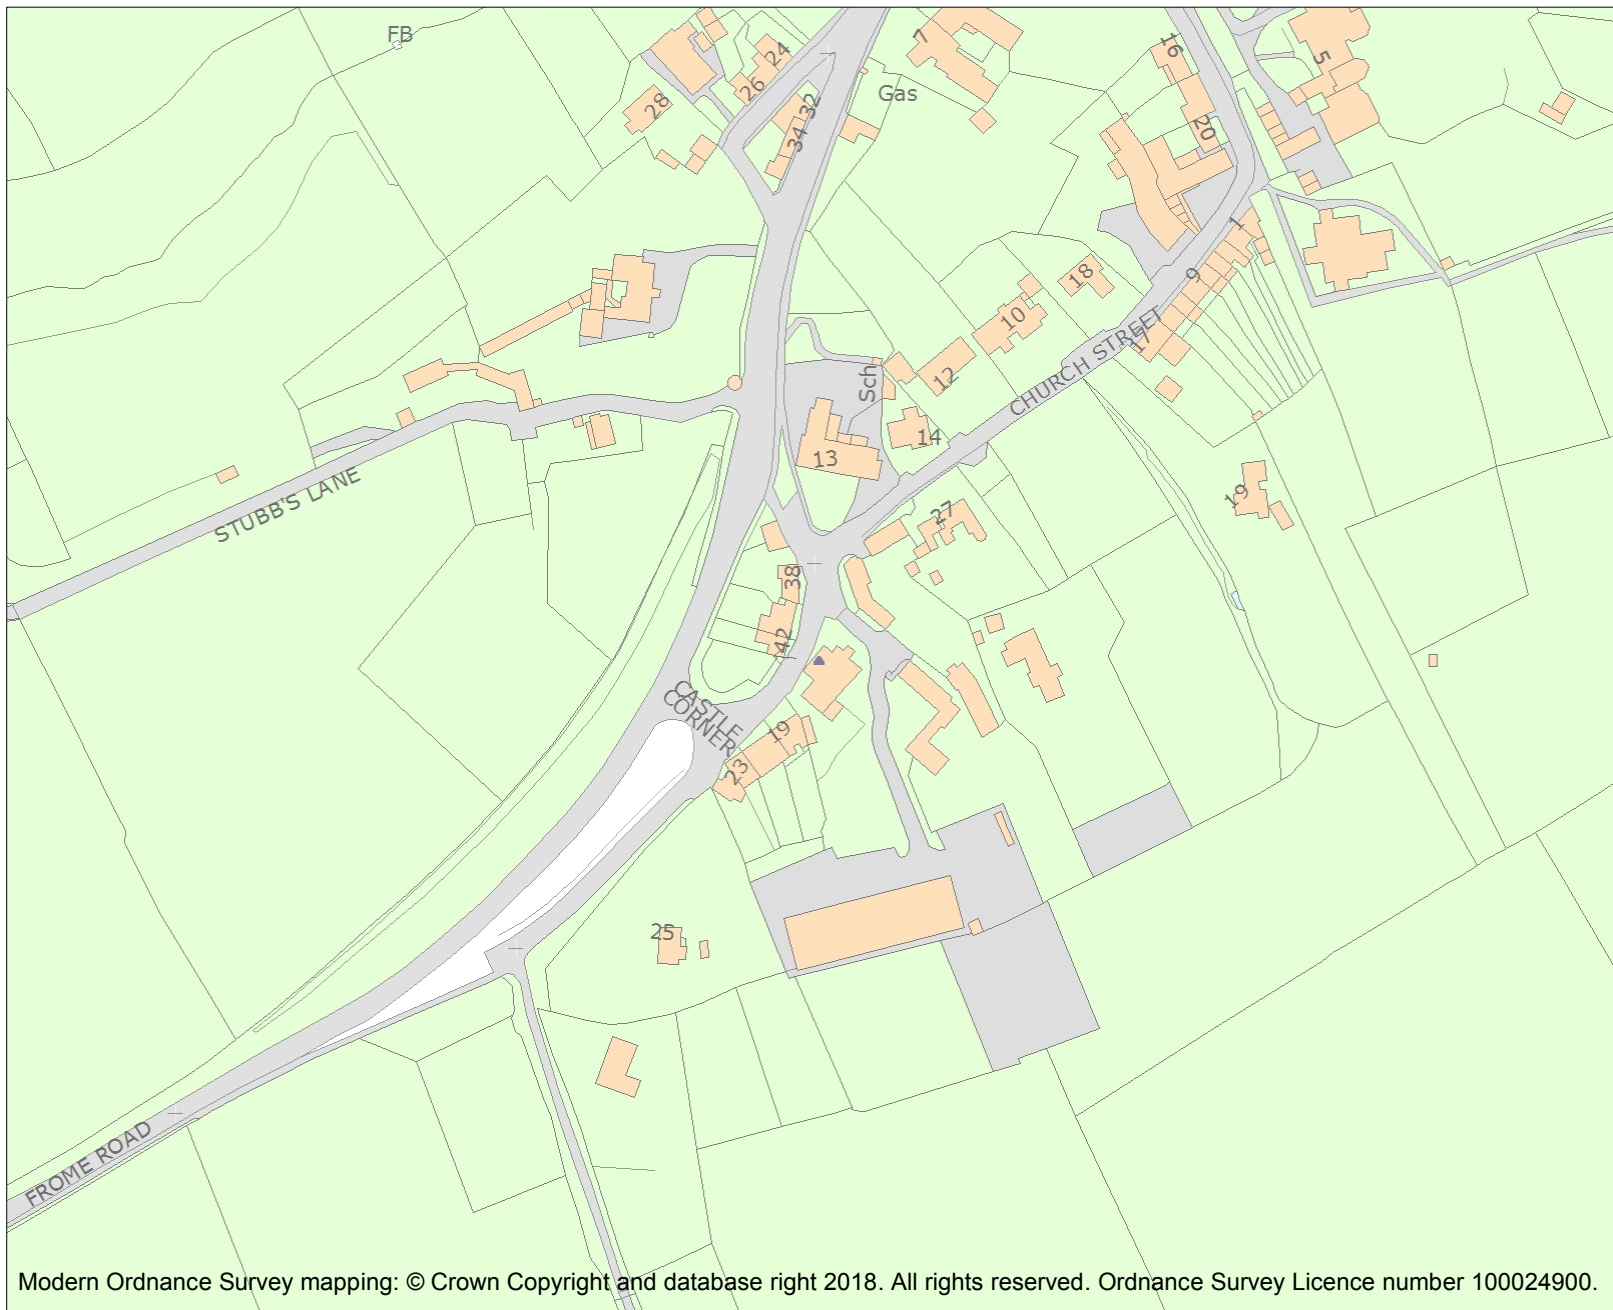 FB
7
16
5
24
26
28
32
34
Gas
20
1
9
18
10
17
CHURCH STREET
Sch
12
14
13
STUBB'S LANE
19
27
38
42
CASTLE
CORNER
19
23
25
FROME ROAD
Modern Ordnance Survey mapping: © Crown Copyright and database right 2018. All rights reserved. Ordnance Survey Licence number 100024900.